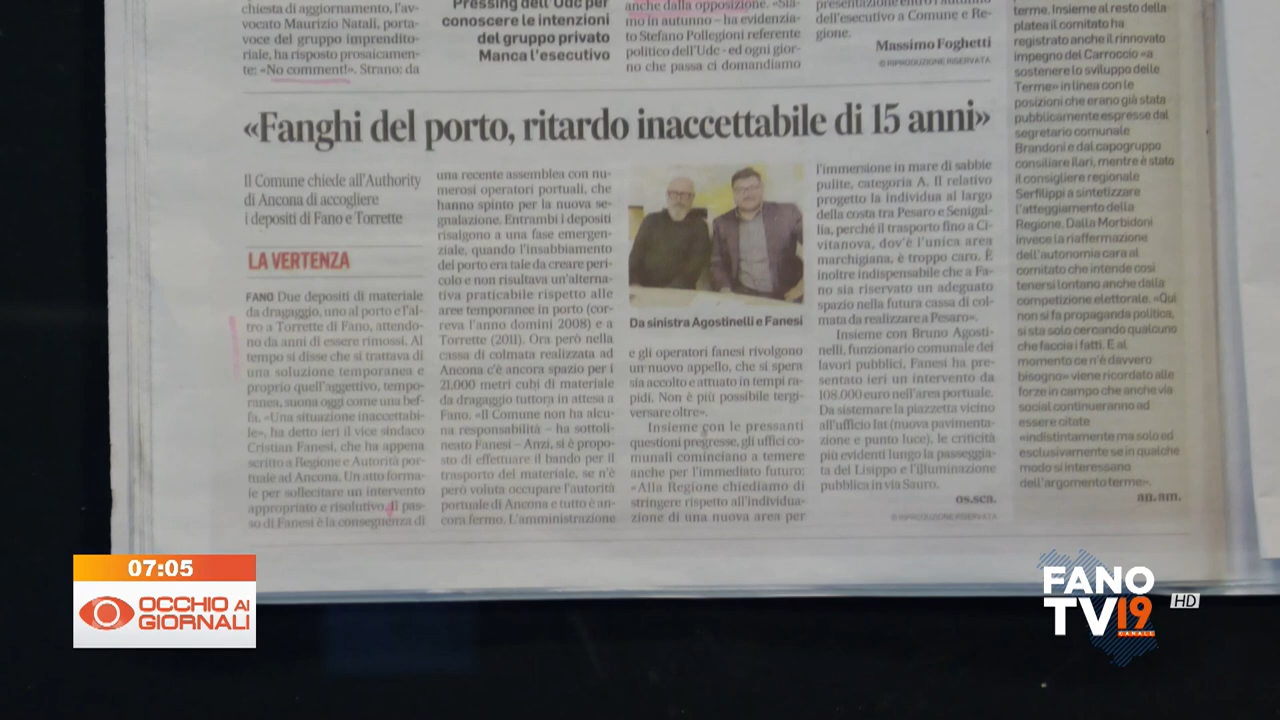 chiesta di aggiornamento, l'av-
vocato Maurizio Natali, porta-
voce del gruppo imprendito-
riale, ha risposto prosaicamen-
te: «No comment!». Strano: da
Pressing dell'Udc per
conoscere le intenzioni
del gruppo privato
Manca l'esecutivo
anche dalla opposizione. «Sia-
mo in autunno – ha evidenzia-
to Stefano Pollegioni referente
politico dell'Udc - ed ogni gior-
no che passa ci domandiamo
dell'esecutivo a Comune e Re-
gione.
Massimo Foghetti
© RIPRODUZIONE RISERVATA
«Fanghi del porto, ritardo inaccettabile di 15 anni»
Il Comune chiede all'Authority
di Ancona di accogliere
i depositi di Fano e Torrette
LA VERTENZA
FANO Due depositi di materiale
da dragaggio, uno al porto e l'al-
tro a Torrette di Fano, attendo-
no da anni di essere rimossi. Al
tempo si disse che si trattava di
una soluzione temporanea e
proprio quell'aggettivo, tempo-
ranea, suona oggi come una bef-
fa. «Una situazione inaccettabi-
le», ha detto ieri il vice sindaco
Cristian Fanesi, che ha appena
scritto a Regione e Autorità por-
tuale ad Ancona. Un atto forma-
le per sollecitare un intervento
appropriato e risolutivo. Il pas-
so di Fanesi è la conseguenza di
una recente assemblea con nu-
merosi operatori portuali, che
hanno spinto per la nuova se-
gnalazione. Entrambi i depositi
risalgono a una fase emergen-
ziale, quando l'insabbiamento
del porto era tale da creare peri-
colo e non risultava un'alterna-
tiva praticabile rispetto alle
aree temporanee in porto (cor-
reva l'anno domini 2008) e a
Torrette (2011). Ora però nella
cassa di colmata realizzata ad
Ancona c'è ancora spazio per i
21.000 metri cubi di materiale
da dragaggio tuttora in attesa a
Fano. «Il Comune non ha alcu-
na responsabilità – ha sottoli-
neato Fanesi – Anzi, si è propo-
sto di effettuare il bando per il
trasporto del materiale, se n'è
però voluta occupare l'autorità
portuale di Ancona e tutto è an-
cora fermo. L'amministrazione
Da sinistra Agostinelli e Fanesi
e gli operatori fanesi rivolgono
un nuovo appello, che si spera
sia accolto e attuato in tempi ra-
pidi. Non è più possibile tergi-
versare oltre».
Insieme con le pressanti
questioni pregresse, gli uffici co-
munali cominciano a temere
anche per l'immediato futuro:
«Alla Regione chiediamo di
stringere rispetto all'individua-
zione di una nuova area per
l'immersione in mare di sabbie
pulite, categoria A. Il relativo
progetto la individua al largo
della costa tra Pesaro e Senigal-
lia, perché il trasporto fino a Ci-
vitanova, dov'è l'unica area
marchigiana, è troppo caro. È
inoltre indispensabile che a Fa-
no sia riservato un adeguato
spazio nella futura cassa di col-
mata da realizzare a Pesaro».
Insieme con Bruno Agosti-
nelli, funzionario comunale dei
lavori pubblici, Fanesi ha pre-
sentato ieri un intervento da
108.000 euro nell'area portuale.
Da sistemare la piazzetta vicino
all'ufficio Iat (nuova pavimenta-
zione e punto luce), le criticità
più evidenti lungo la passeggia-
ta del Lisippo e l'illuminazione
pubblica in via Sauro.
os.sca.
© RIPRODUZIONE RISERVATA
terme. Insieme al resto della
platea il comitato ha
registrato anche il rinnovato
impegno del Carroccio «a
sostenere lo sviluppo delle
Terme» in linea con le
posizioni che erano già stata
pubblicamente espresse dal
segretario comunale
Brandoni e dal capogruppo
consiliare Ilari, mentre è stato
il consigliere regionale
Serfilippi a sintetizzare
l'atteggiamento della
Regione. Dalla Morbidoni
invece la riaffermazione
dell'autonomia cara al
comitato che intende così
tenersi lontano anche dalla
competizione elettorale. «Qui
non si fa propaganda politica,
si sta solo cercando qualcuno
che faccia i fatti. E al
momento ce n'è davvero
bisogno» viene ricordato alle
forze in campo che anche via
social continueranno ad
essere citate
«indistintamente ma solo ed
esclusivamente se in qualche
modo si interessano
dell'argomento terme».
an. am.
07:05
OCCHIO AI
GIORNALI
FANO
TV19
CANALE
HD